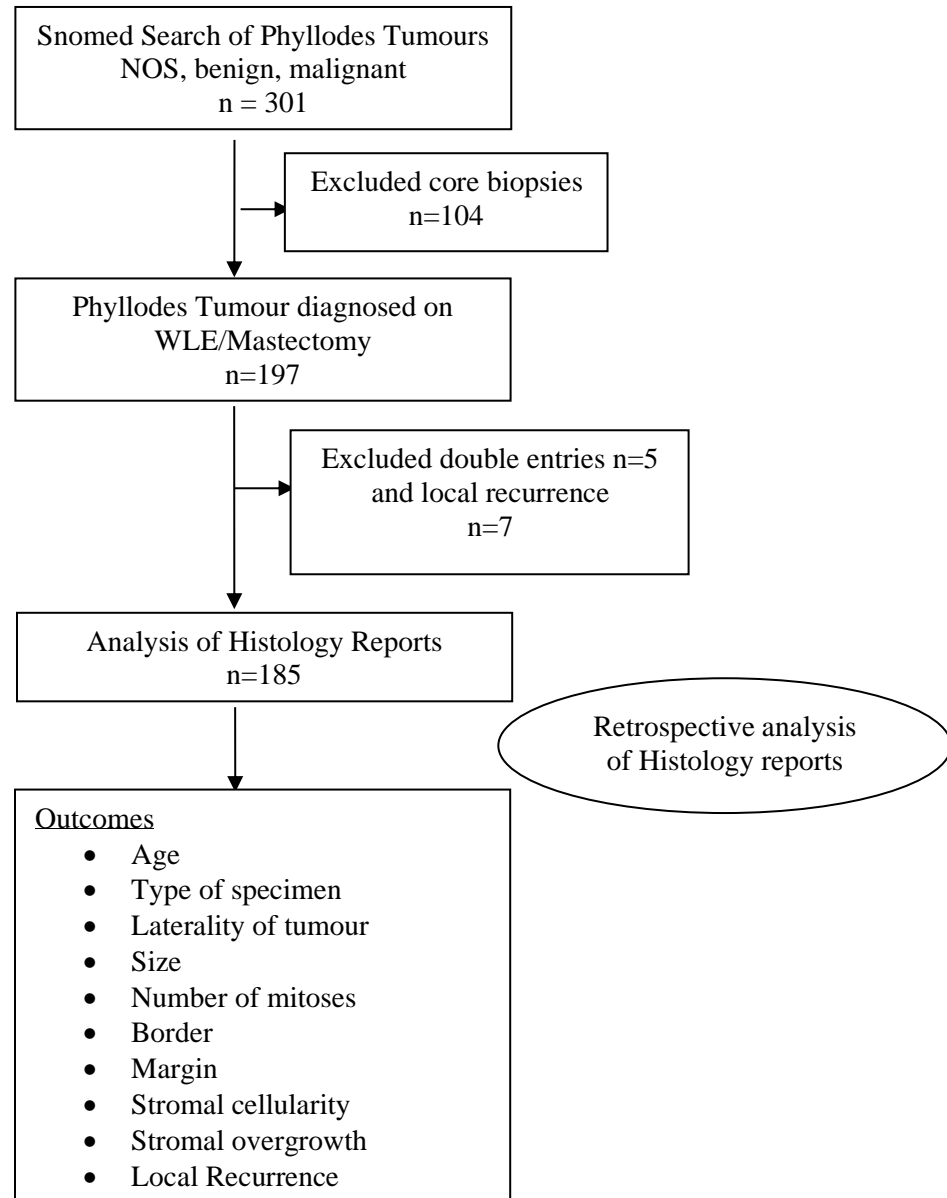 Snomed Search of Phyllodes Tumours
NOS, benign, malignant
n = 301
Excluded core biopsies
n=104
Phyllodes Tumour diagnosed on
WLE/Mastectomy
n=197
Excluded double entries n=5
and local recurrence
n=7
Analysis of Histology Reports
n=185
Retrospective analysis
of Histology reports
Outcomes
• Age
• Type of specimen
• Laterality of tumour
• Size
• Number of mitoses
• Border
• Margin
• Stromal cellularity
• Stromal overgrowth
• Local Recurrence